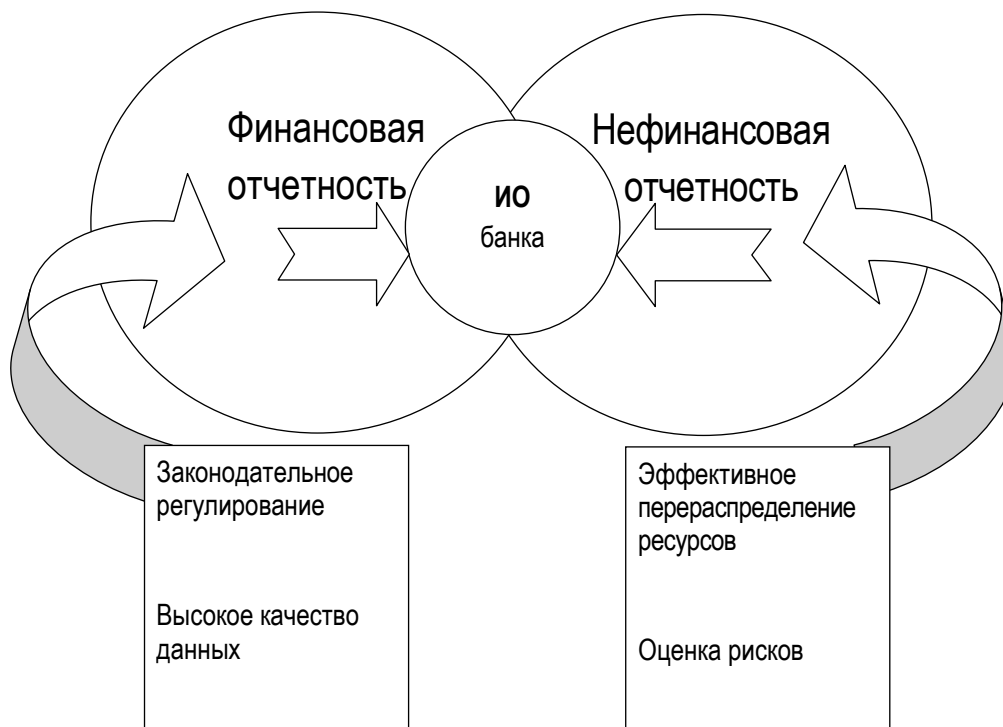 Финансовая
отчетность
ио
банка
Нефинансовая
отчетность
Законодательное
регулирование
Высокое качество
данных
Эффективное
перераспределение
ресурсов
Оценка рисков